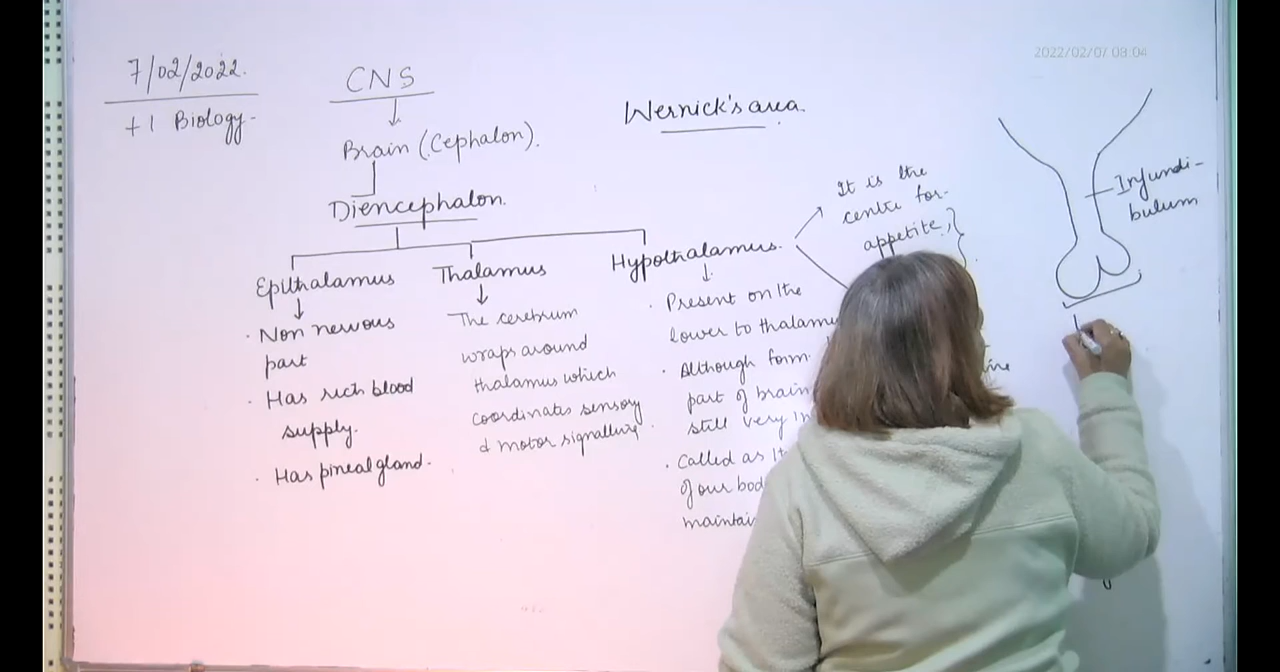 7/02/2022.
+1 Biology-
CNS
Brain (Cephalon).
Diencephalon.
Wernick's area.
2022/02/07 08:04
Epithalamus
· Non nervous
part
· Has rich blood
supply.
· Has pineal gland.
Thalamus
The cerebrum
wraps around
thalamus which
coordinates sensory
& motor signalling.
Hypothalamus.
· Present on the
lower to thalamu
· Although form
part of brain
still very in
· Called as
of our bod
maintai
It is the
centre for-
appetite,
Infundi-
bulum